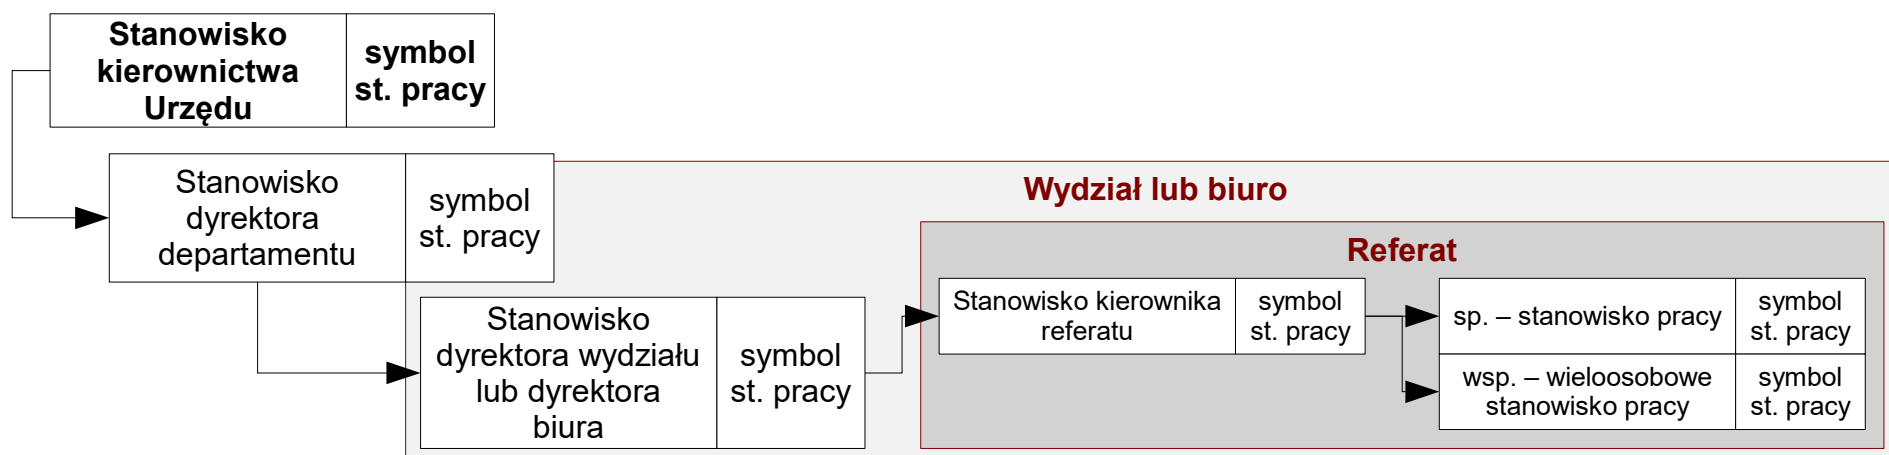 Stanowisko
kierownictwa
Urzędu
symbol
st. pracy
Stanowisko
dyrektora
departamentu
symbol
st. pracy
Wydział lub biuro
Referat
Stanowisko
dyrektora wydziału
lub dyrektora
biura
symbol
st. pracy
Stanowisko kierownika
referatu
symbol
st. pracy
sp. – stanowisko pracy
symbol
st. pracy
wsp. – wieloosobowe
stanowisko pracy
symbol
st. pracy